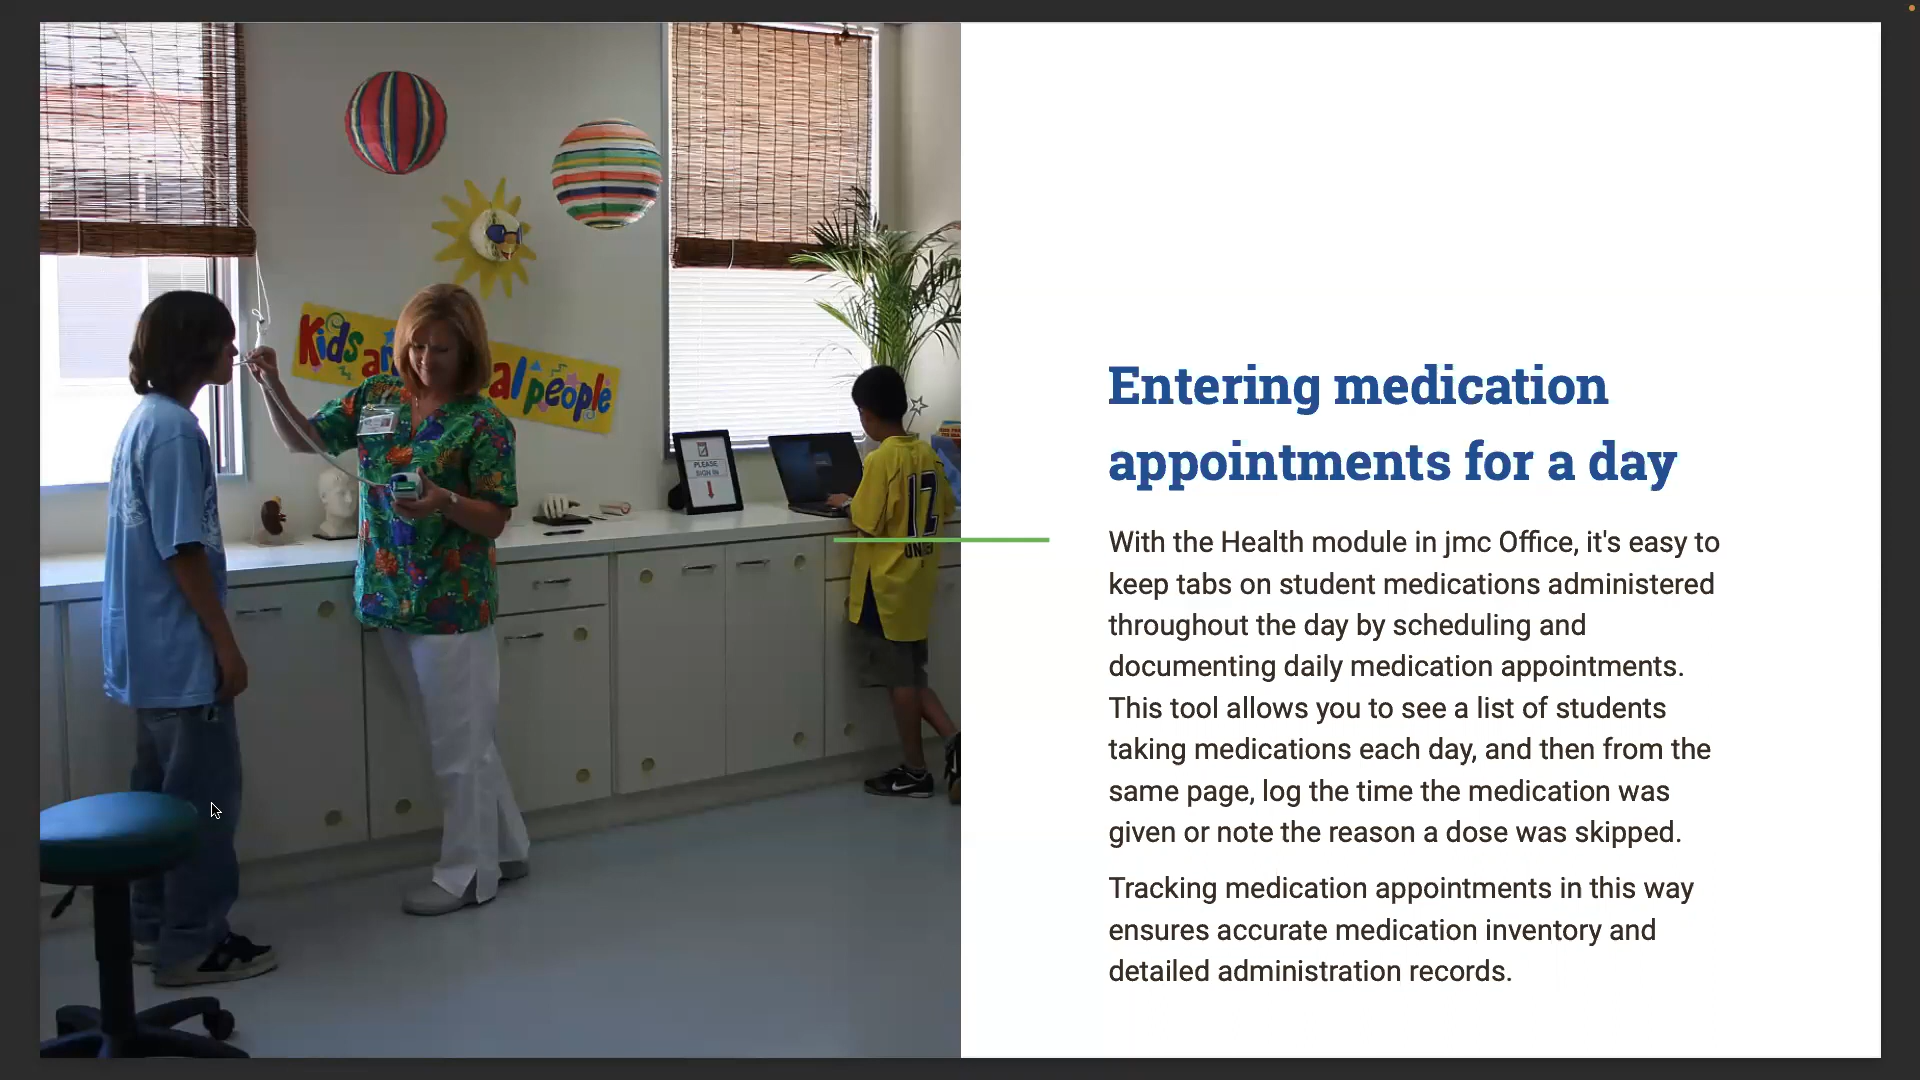 Kids are real people
PLEASE
SIGN IN
12
Entering medication
appointments for a day
With the Health module in jmc Office, it's easy to
keep tabs on student medications administered
throughout the day by scheduling and
documenting daily medication appointments.
This tool allows you to see a list of students
taking medications each day, and then from the
same page, log the time the medication was
given or note the reason a dose was skipped.
Tracking medication appointments in this way
ensures accurate medication inventory and
detailed administration records.